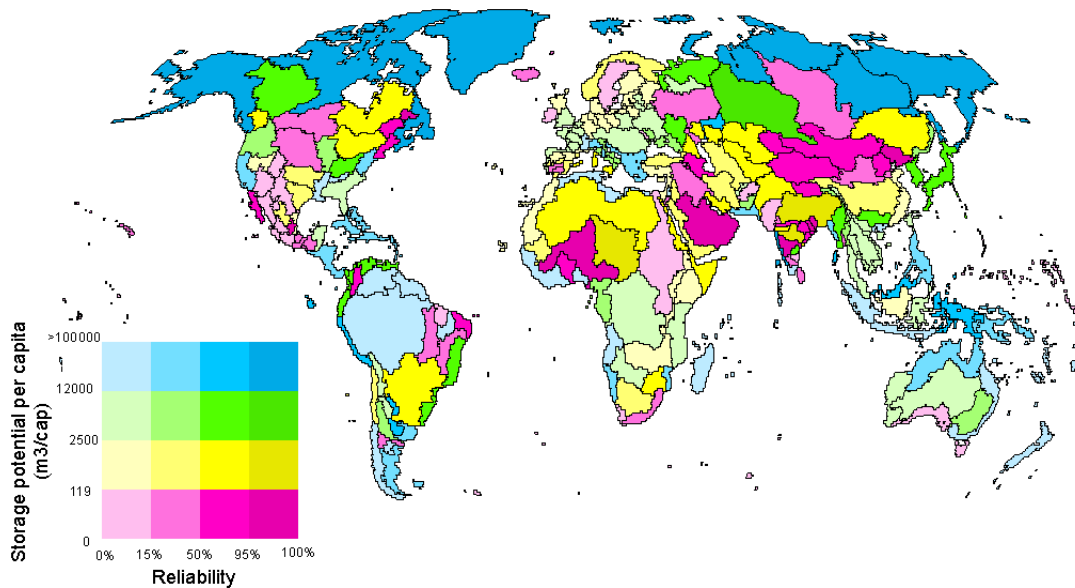 Storage potential per capita
(m3/cap)
>100000
12000
2500
119
0
0% 15% 50% 95% 100%
Reliability